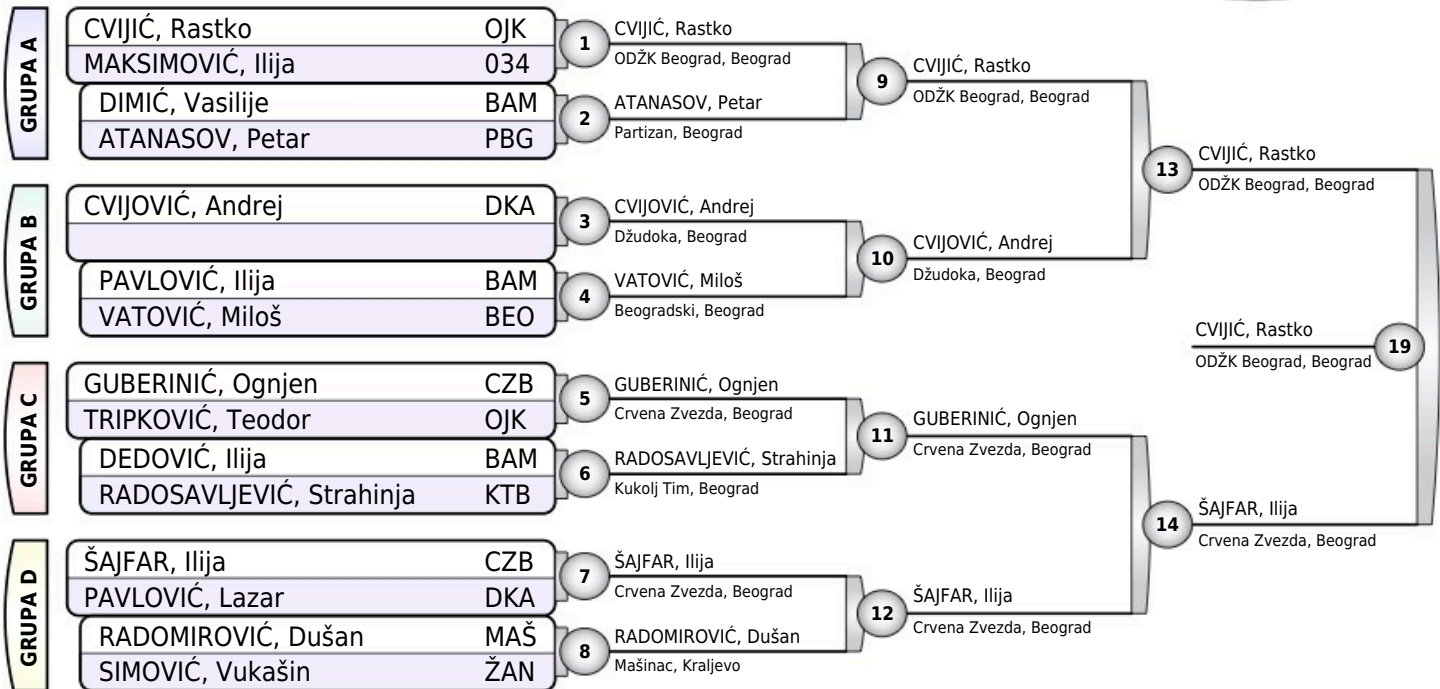 GRUPA A
CVIJIĆ, Rastko OJK
MAKSIMOVIĆ, Ilija 034
DIMIĆ, Vasilije BAM
ATANASOV, Petar PBG
GRUPA B
CVIJOVIĆ, Andrej DKA
PAVLOVIĆ, Ilija BAM
VATOVIĆ, Miloš BEO
GRUPA C
GUBERINIĆ, Ognjen CZB
TRIPKOVIĆ, Teodor OJK
DEDOVIĆ, Ilija BAM
RADOSAVLJEVIĆ, Strahinja KTB
GRUPA D
ŠAJFAR, Ilija CZB
PAVLOVIĆ, Lazar DKA
RADOMIROVIĆ, Dušan MAŠ
SIMOVIĆ, Vukašin ŽAN
1
CVIJIĆ, Rastko
ODŽK Beograd, Beograd
2
ATANASOV, Petar
Partizan, Beograd
3
CVIJOVIĆ, Andrej
Džudoka, Beograd
4
VATOVIĆ, Miloš
Beogradski, Beograd
5
GUBERINIĆ, Ognjen
Crvena Zvezda, Beograd
6
RADOSAVLJEVIĆ, Strahinja
Kukolj Tim, Beograd
7
ŠAJFAR, Ilija
Crvena Zvezda, Beograd
8
RADOMIROVIĆ, Dušan
Mašinac, Kraljevo
9
CVIJIĆ, Rastko
ODŽK Beograd, Beograd
10
CVIJOVIĆ, Andrej
Džudoka, Beograd
11
GUBERINIĆ, Ognjen
Crvena Zvezda, Beograd
12
ŠAJFAR, Ilija
Crvena Zvezda, Beograd
13
CVIJIĆ, Rastko
ODŽK Beograd, Beograd
14
ŠAJFAR, Ilija
Crvena Zvezda, Beograd
CVIJIĆ, Rastko
ODŽK Beograd, Beograd
19